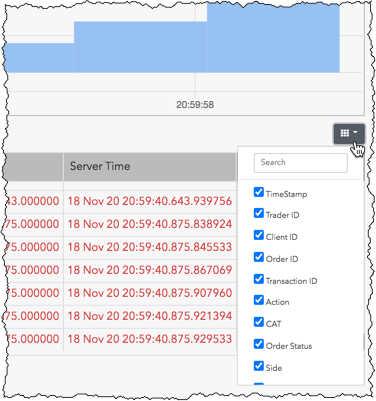 20:59:58
Search
Server Time
TimeStamp
Trader ID
Client ID
Order ID
Transaction ID
Action
CAT
Order Status
Side
43.000000 18 Nov 20 20:59:40.643.939756
75.000000 18 Nov 20 20:59:40.875.838924
75.000000 18 Nov 20 20:59:40.875.845533
75.000000 18 Nov 20 20:59:40.875.867069
75.000000 18 Nov 20 20:59:40.875.907960
75.000000 18 Nov 20 20:59:40.875.921394
75.000000 18 Nov 20 20:59:40.875.929533